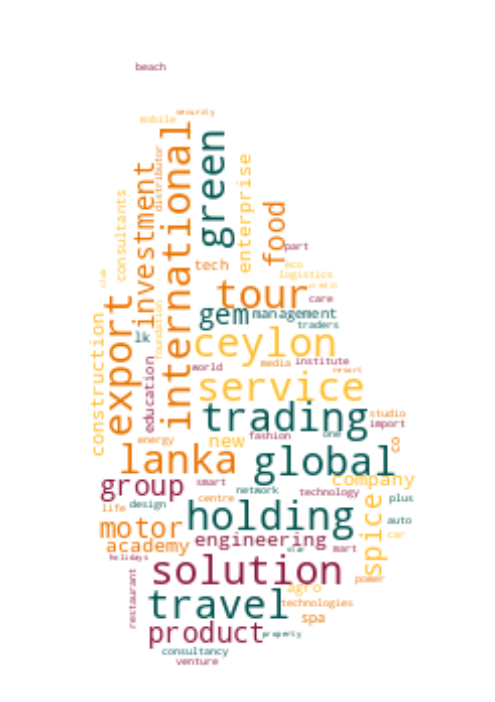 beach
security
mobile
international
green
distributor
investment
enterprise
consultants
food
part
tech
eco
logistics
tour
care
export
gem
management
traders
construction
foundation
lk
ceylon
education
world
media
institute
resort
service
trading
studio
import
one
co
energy
new
fashion
lanka
global
group
smart
network
technology
company
centre
plus
life
design
holding
spice
motor
auto
car
engineering
academy
star
mart
holidays
solution
power
restaurant
travel
agro
technologies
spa
product
property
consultancy
venture